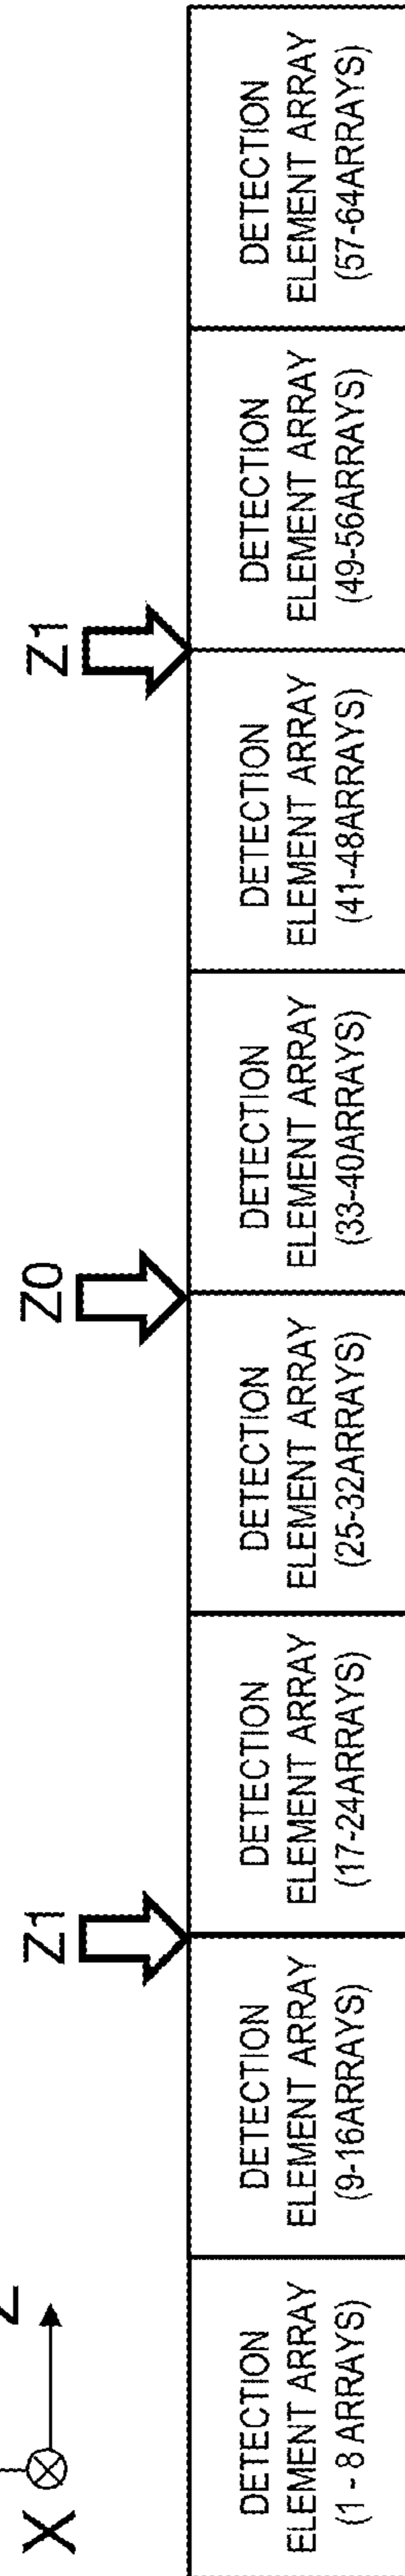 Z1
Z0
Z1
Z
X
DETECTION
ELEMENT ARRAY
(1 - 8 ARRAYS)
DETECTION
ELEMENT ARRAY
(9-16ARRAYS)
DETECTION
ELEMENT ARRAY
(17-24ARRAYS)
DETECTION
ELEMENT ARRAY
(25-32ARRAYS)
DETECTION
ELEMENT ARRAY
(33-40ARRAYS)
DETECTION
ELEMENT ARRAY
(41-48ARRAYS)
DETECTION
ELEMENT ARRAY
(49-56ARRAYS)
DETECTION
ELEMENT ARRAY
(57-64ARRAYS)